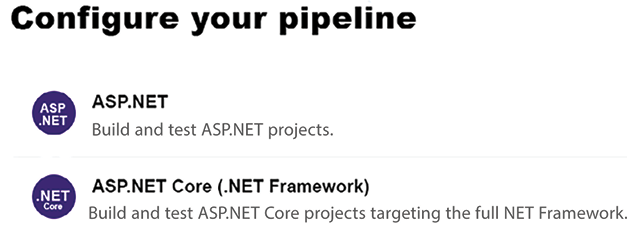 Configure your pipeline
ASP
.NET
ASP.NET
Build and test ASP.NET projects.
.NET
Core
ASP.NET Core (.NET Framework)
Build and test ASP.NET Core projects targeting the full NET Framework.